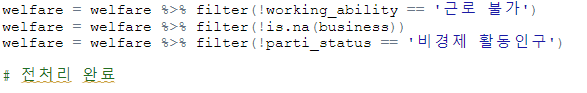 welfare = welfare %>% filter(!working_ability == '근로 불가')
welfare = welfare %>% filter(!is.na(business))
welfare = welfare %>% filter(!parti_status == '비경제 활동인구')
# 전처리 완료